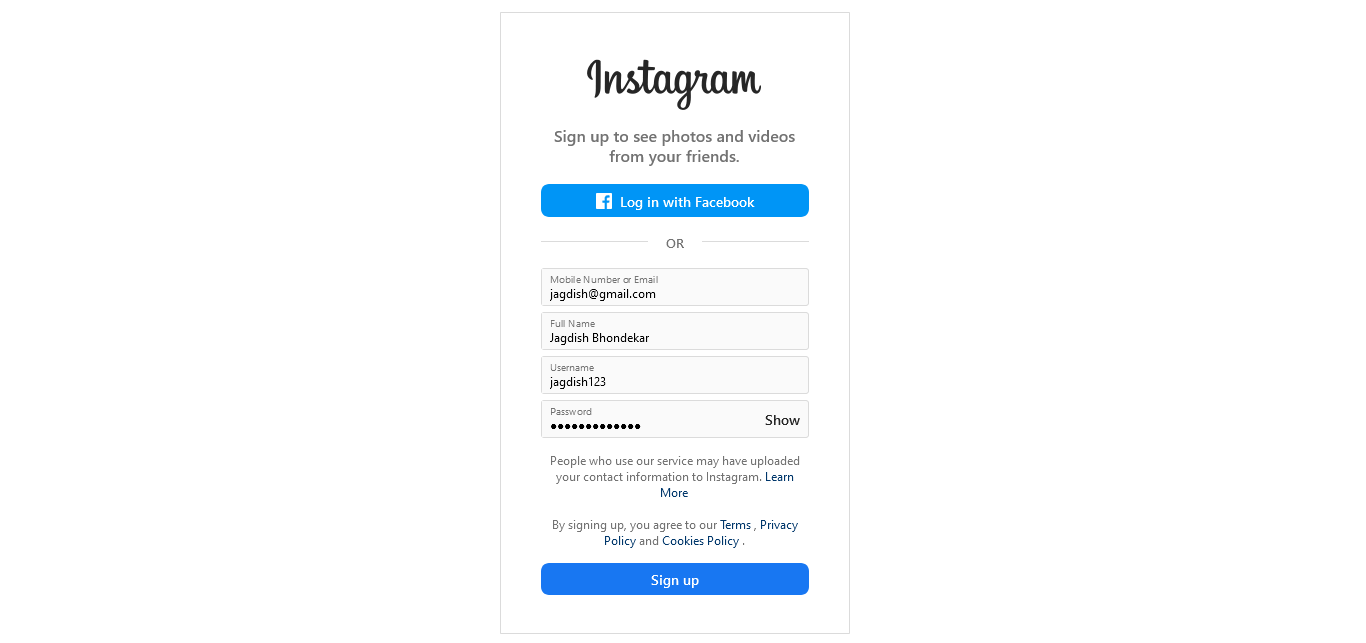 Instagram
Sign up to see photos and videos
from your friends.
Log in with Facebook
OR
Mobile Number or Email
jagdish@gmail.com
Full Name
Jagdish Bhondekar
Username
jagdish123
Password
•••••••••••••
Show
People who use our service may have uploaded
your contact information to Instagram. Learn
More
By signing up, you agree to our Terms , Privacy
Policy and Cookies Policy .
Sign up